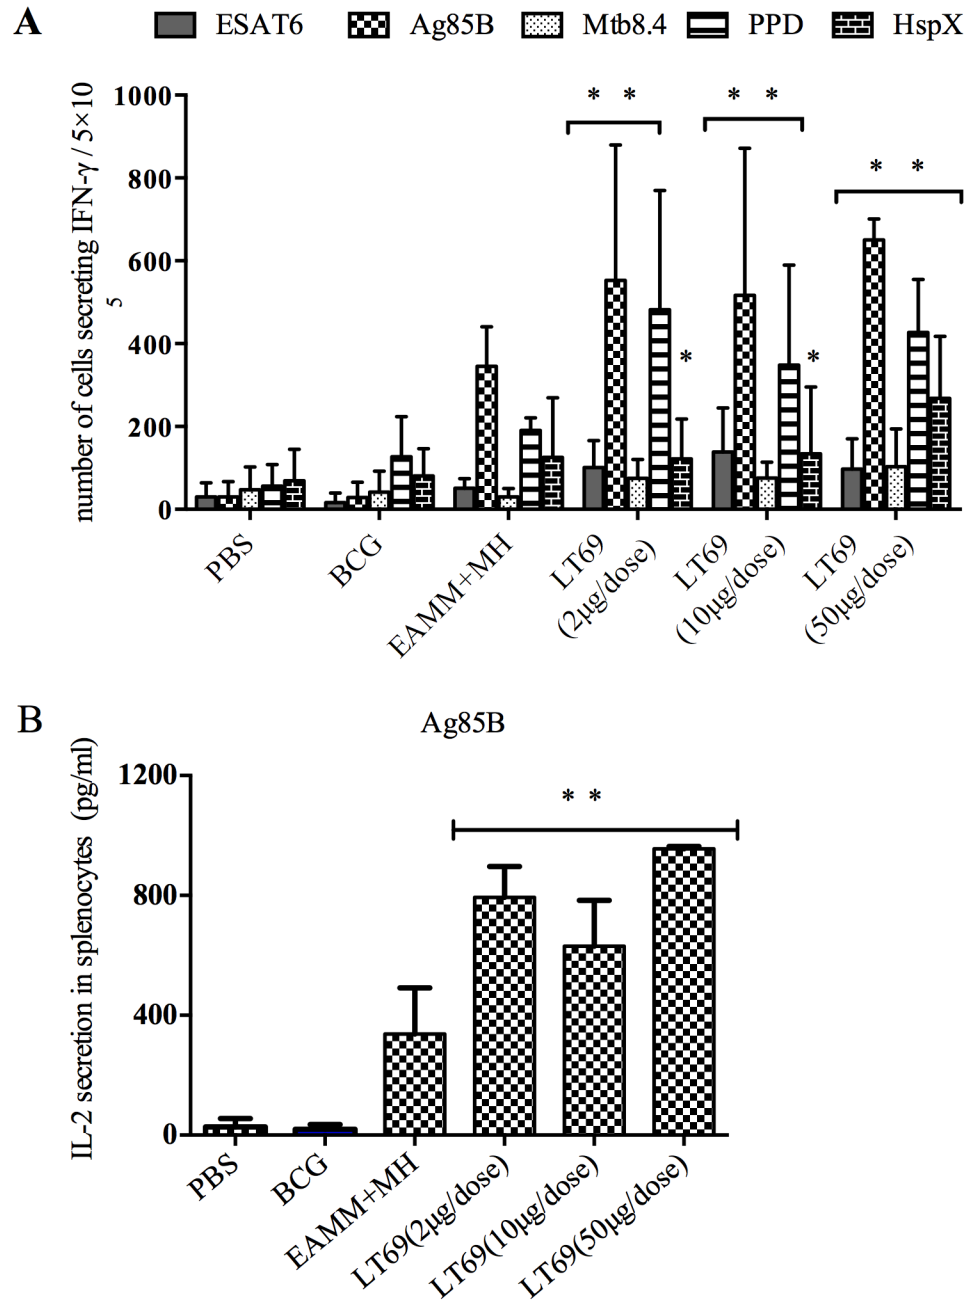 A
ESAT6 Ag85B Mtb8.4 PPD HspX
number of cells secreting IFN-γ / 5×10
5
1000
800
600
400
200
0
* *
* *
* *
*
*
PBS
BCG
EAMM+MH
LT69
(2μg/dose)
LT69
(10μg/dose)
LT69
(50μg/dose)
B
Ag85B
IL-2 secretion in splenocytes (pg/ml)
1200
800
400
0
* *
PBS
BCG
EAMM+MH
LT69(2μg/dose)
LT69(10μg/dose)
LT69(50μg/dose)